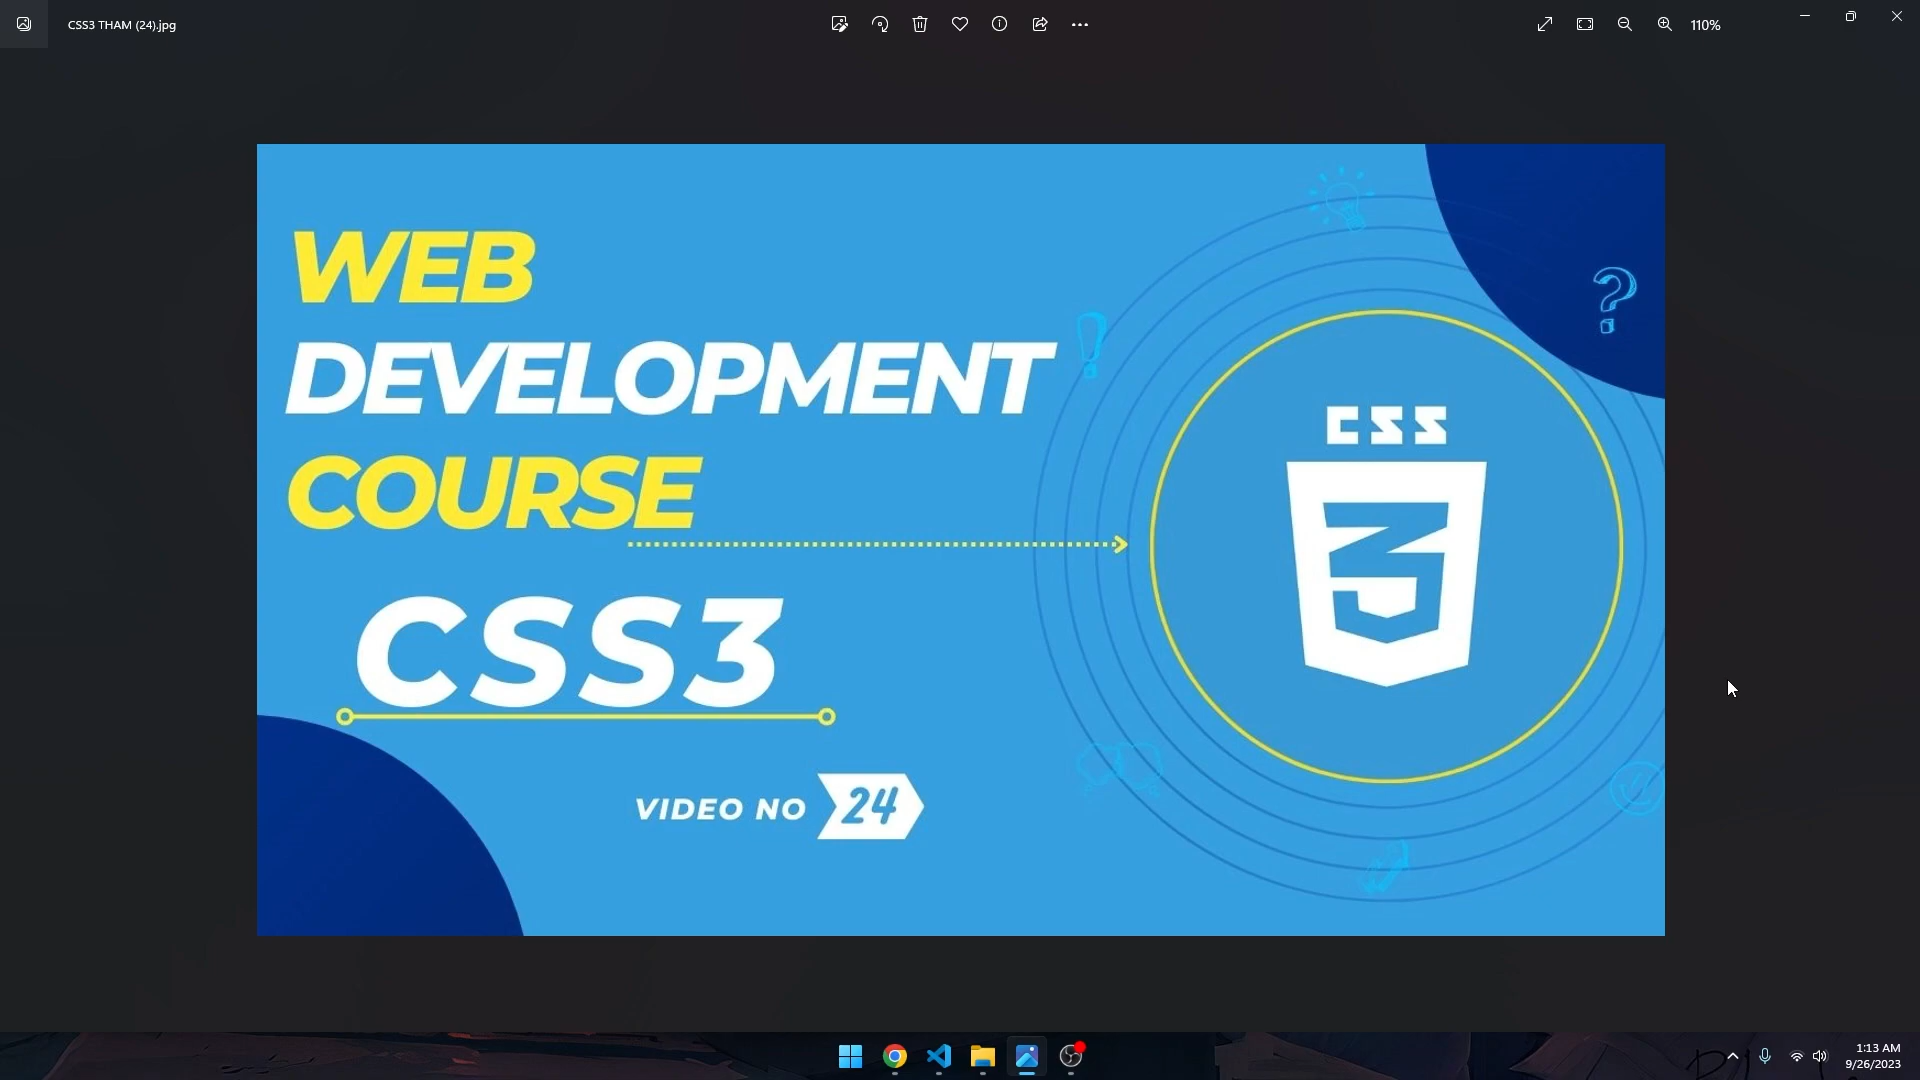 CSS3 THAM (24).jpg
110%
WEB
DEVELOPMENT
COURSE
CSS3
VIDEO NO 24
CSS
3
1:13 AM
9/26/2023